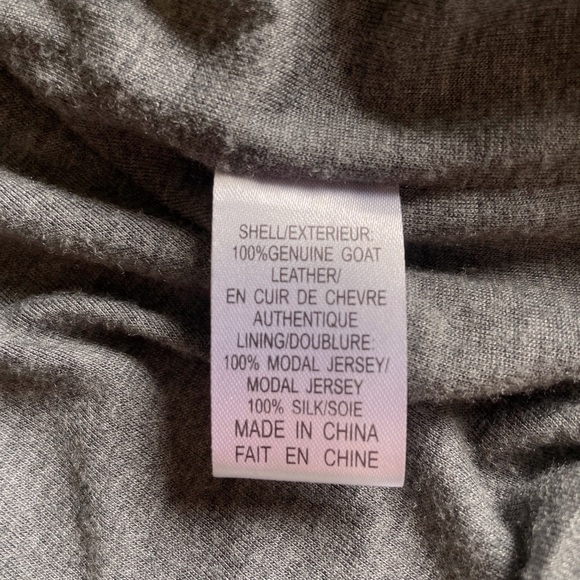 SHELL/EXTERIEUR:
100%GENUINE GOAT
LEATHER/
EN CUIR DE CHEVRE
AUTHENTIQUE
LINING/DOUBLURE:
100% MODAL JERSEY/
MODAL JERSEY
100% SILK/SOIE
MADE IN CHINA
FAIT EN CHINE